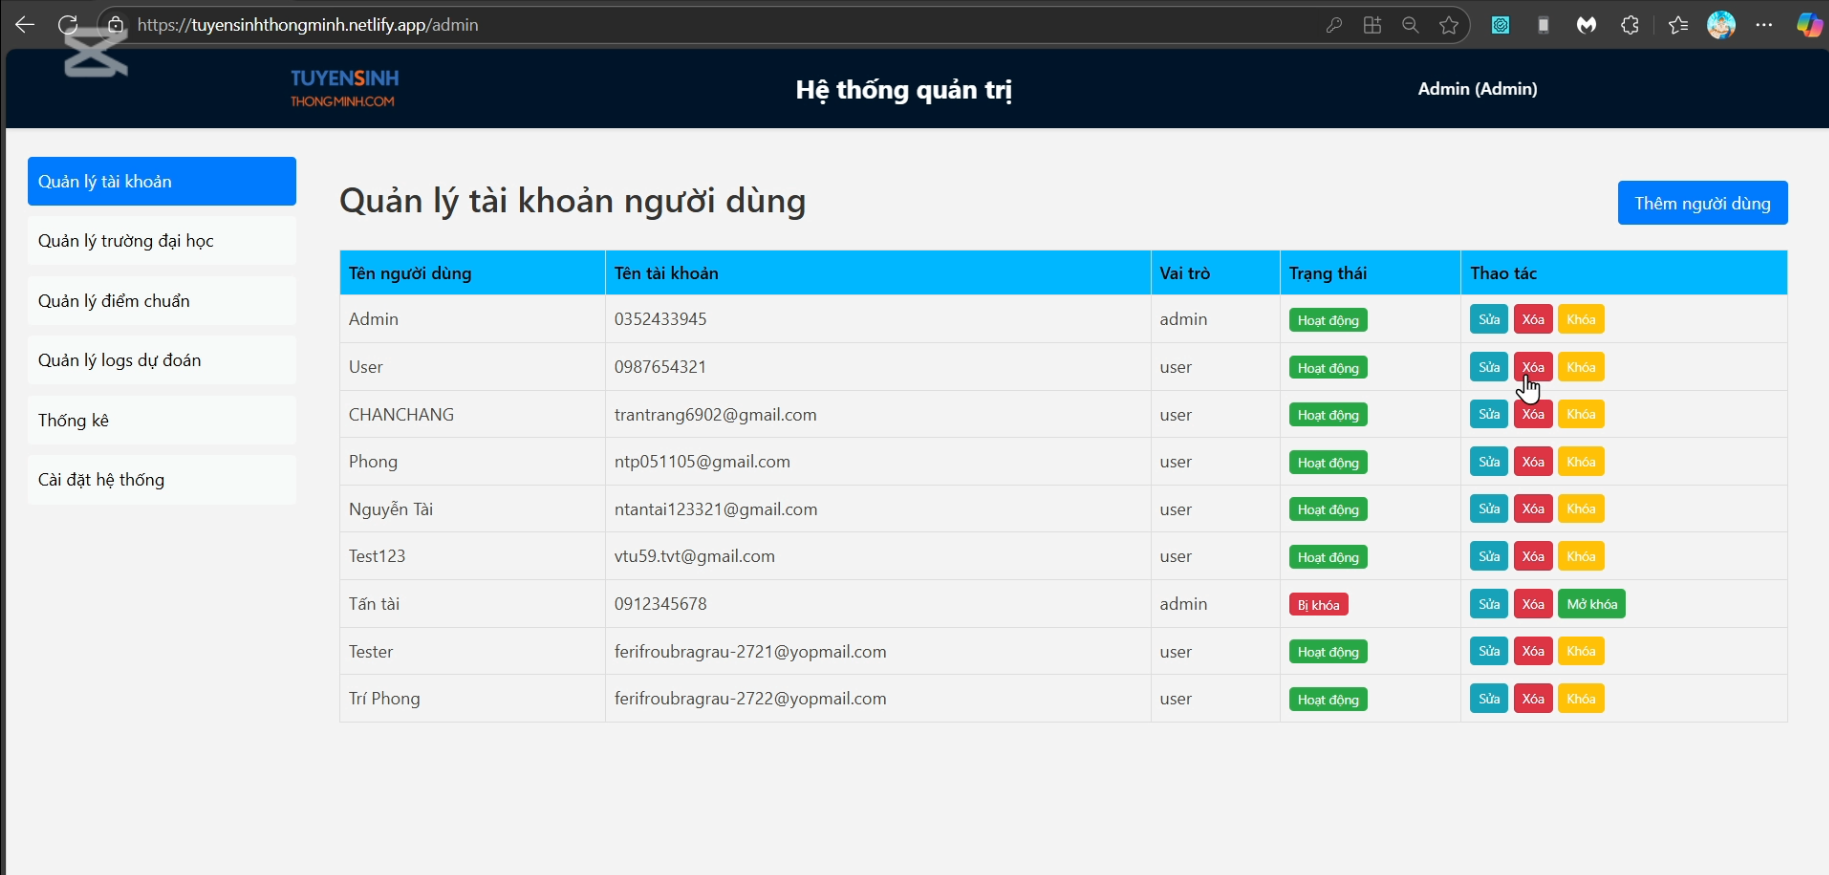 https://tuyensinhthongminh.netlify.app/admin
TUYENSINH
THONGMINH.COM
Hệ thống quản trị
Admin (Admin)
Quản lý tài khoản
Quản lý trường đại học
Quản lý điểm chuẩn
Quản lý logs dự đoán
Thống kê
Cài đặt hệ thống
Quản lý tài khoản người dùng
Thêm người dùng
Tên người dùng Tên tài khoản Vai trò Trạng thái Thao tác
Admin 0352433945 admin Hoạt động Sửa Xóa Khóa
User 0987654321 user Hoạt động Sửa Xóa Khóa
CHANCHANG trantrang6902@gmail.com user Hoạt động Sửa Xóa Khóa
Phong ntp051105@gmail.com user Hoạt động Sửa Xóa Khóa
Nguyễn Tài ntantai123321@gmail.com user Hoạt động Sửa Xóa Khóa
Test123 vtu59.tvt@gmail.com user Hoạt động Sửa Xóa Khóa
Tấn tài 0912345678 admin Bị khóa Sửa Xóa Mở khóa
Tester ferifroubragrau-2721@yopmail.com user Hoạt động Sửa Xóa Khóa
Trí Phong ferifroubragrau-2722@yopmail.com user Hoạt động Sửa Xóa Khóa